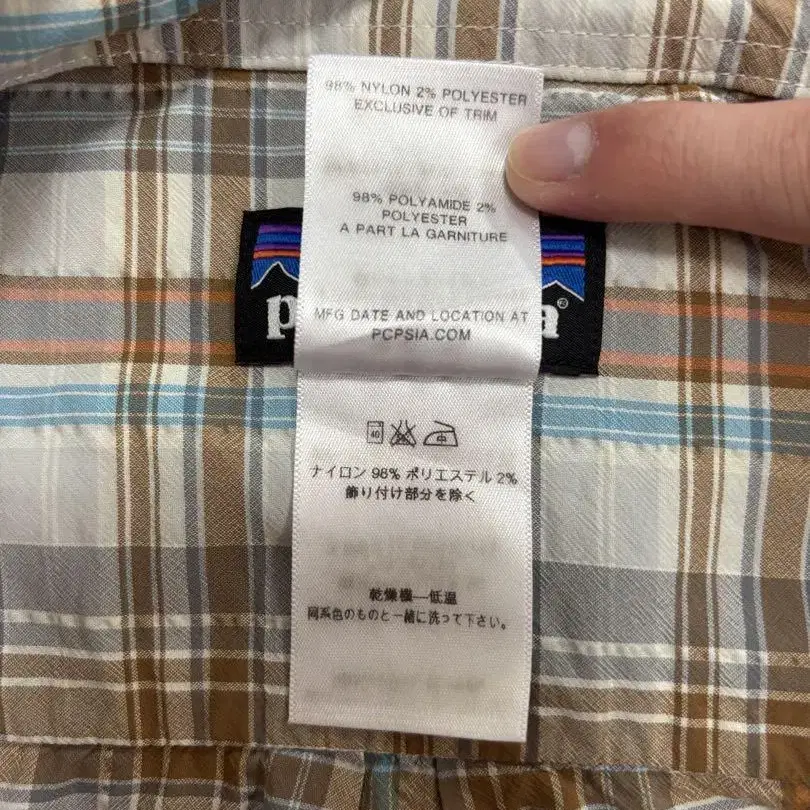 98% NYLON 2% POLYESTER
EXCLUSIVE OF TRIM
98% POLYAMIDE 2%
POLYESTER
A PART LA GARNITURE
MFG DATE AND LOCATION AT
PCPSIA.COM
40 中
ナイロン 98% ポリエステル 2%
飾り付け部分を除く
乾燥機—低温
同系色のものと一緒に洗って下さい。